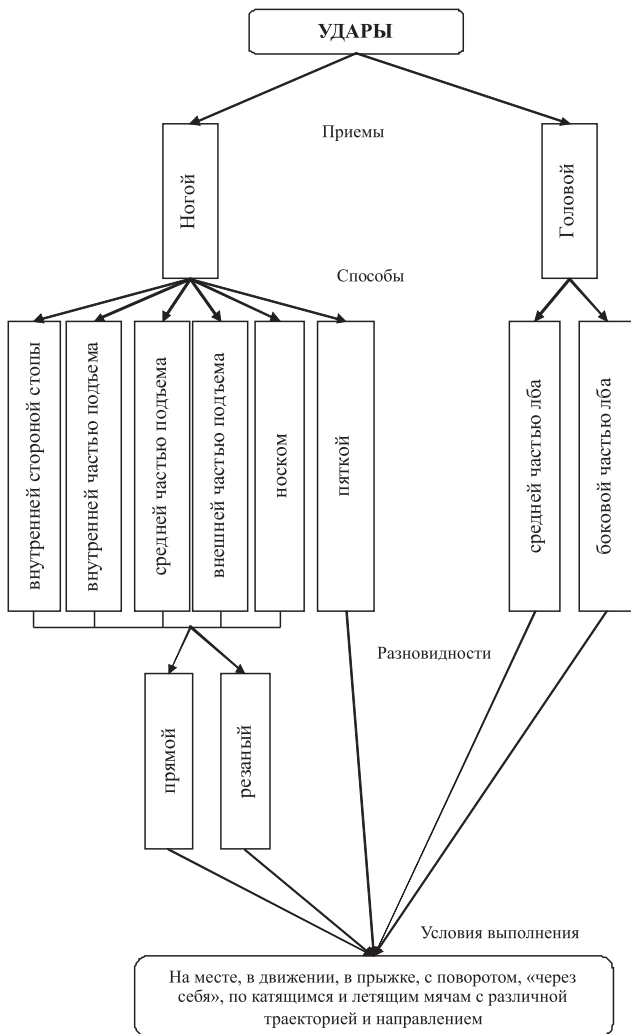 УДАРЫ
Приемы
Ногой
Головой
Способы
внутренней стороной стопы
внутренней частью подъема
средней частью подъема
внешней частью подъема
носком
пяткой
средней частью лба
боковой частью лба
Разновидности
прямой
резаный
Условия выполнения
На месте, в движении, в прыжке, с поворотом, «через
себя», по катящимся и летящим мячам с различной
траекторией и направлением